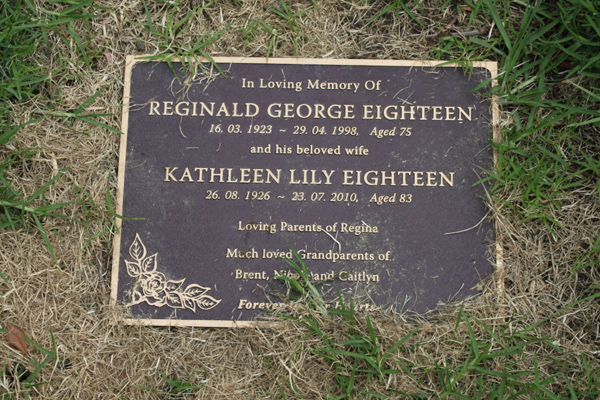 In Loving Memory Of
REGINALD GEORGE EIGHTEEN
16. 03. 1923 ~ 29. 04. 1998, Aged 75
and his beloved wife
KATHLEEN LILY EIGHTEEN
26. 08. 1926 ~ 23. 07. 2010, Aged 83
Loving Parents of Regina
Much loved Grandparents of
Brent, and Caitlyn
Forever Hearts